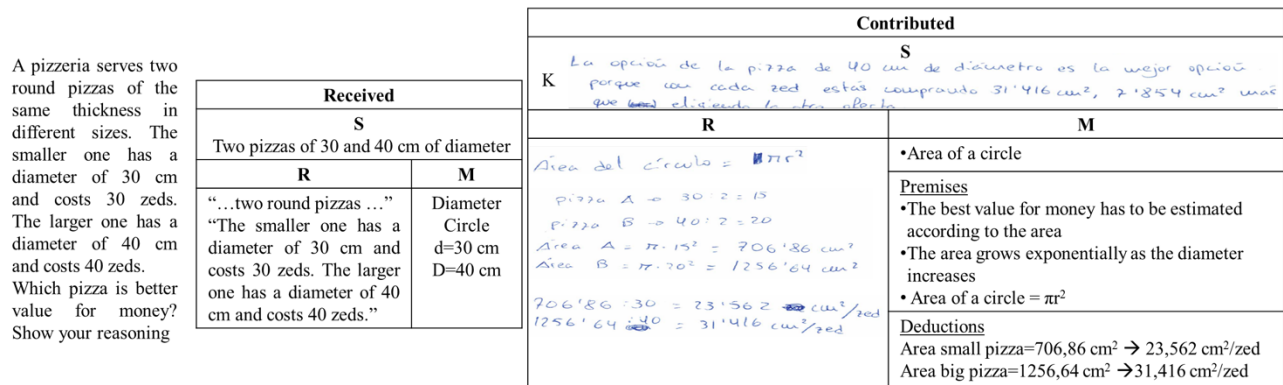 A pizzeria serves two
round pizzas of the
same thickness in
different sizes. The
smaller one has a
diameter of 30 cm
and costs 30 zeds.
The larger one has a
diameter of 40 cm
and costs 40 zeds.
Which pizza is better
value for money?
Show your reasoning
Received
S
Two pizzas of 30 and 40 cm of diameter
R
M
“…two round pizzas …”
“The smaller one has a
diameter of 30 cm and
costs 30 zeds. The larger
one has a diameter of 40
cm and costs 40 zeds.”
Diameter
Circle
d=30 cm
D=40 cm
Contributed
S
K
La opción de la pizza de 40 cm de diámetro es la mejor opción
porque con cada zed estás comprando 31'416 cm², 7'854 cm² más
que eligiendo la otra oferta
R
Área del círculo = πr²
pizza A → 30:2=15
pizza B → 40:2=20
Área A = π·15² = 706'86 cm²
Área B = π·20² = 1256'64 cm²
706'86:30 = 23'562 cm²/zed
1256'64:40 = 31'416 cm²/zed
M
•Area of a circle
Premises
•The best value for money has to be estimated
according to the area
•The area grows exponentially as the diameter
increases
• Area of a circle = πr²
Deductions
Area small pizza=706,86 cm² → 23,562 cm²/zed
Area big pizza=1256,64 cm² →31,416 cm²/zed